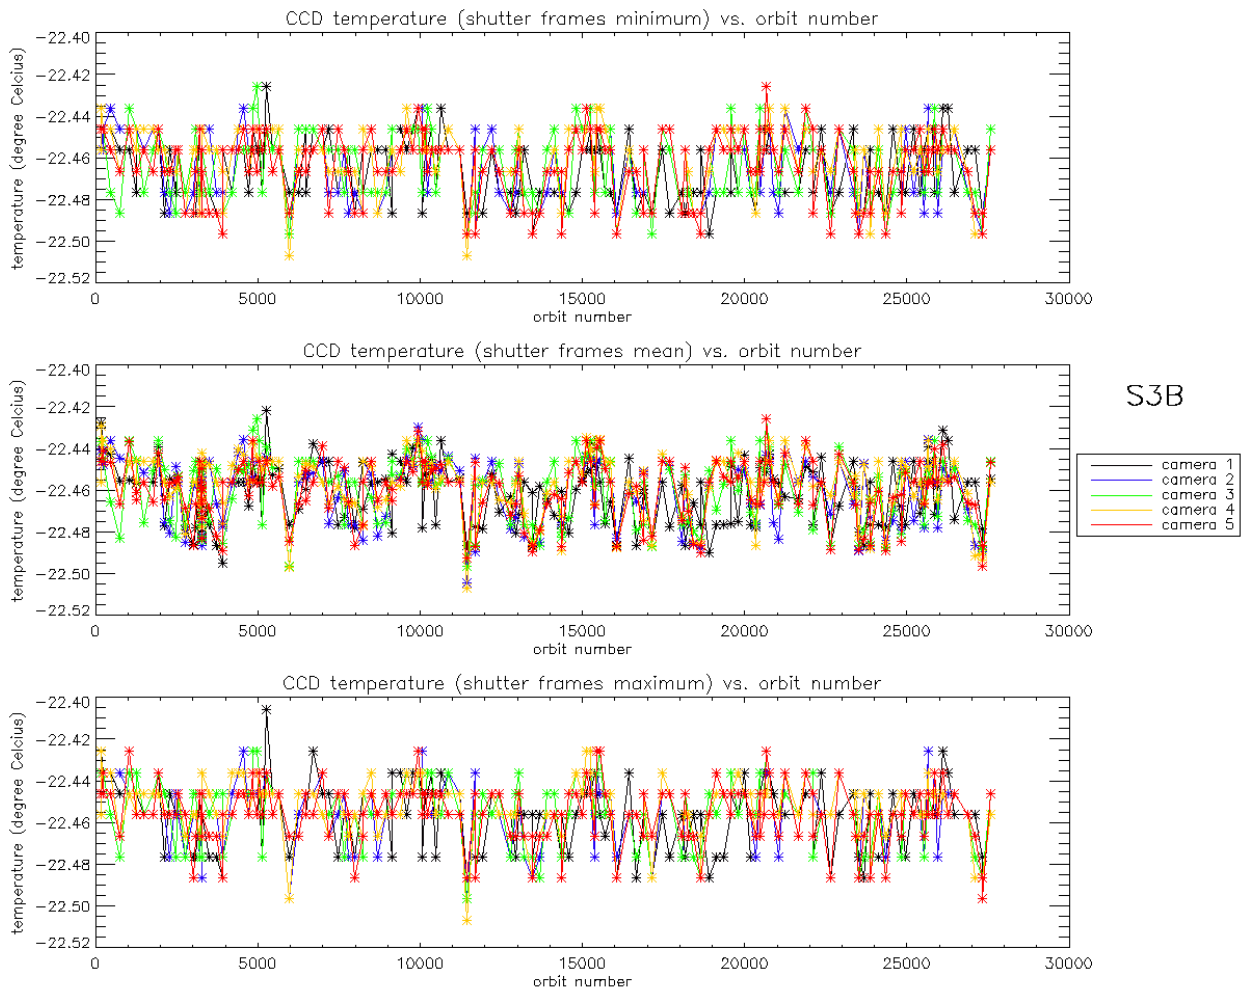 CCD temperature (shutter frames minimum) vs. orbit number
temperature (degree Celcius)
-22.40
-22.42
-22.44
-22.46
-22.48
-22.50
-22.52
0 5000 10000 15000 20000 25000 30000
orbit number
CCD temperature (shutter frames mean) vs. orbit number
temperature (degree Celcius)
-22.40
-22.42
-22.44
-22.46
-22.48
-22.50
-22.52
0 5000 10000 15000 20000 25000 30000
orbit number
S3B
camera 1
camera 2
camera 3
camera 4
camera 5
CCD temperature (shutter frames maximum) vs. orbit number
temperature (degree Celcius)
-22.40
-22.42
-22.44
-22.46
-22.48
-22.50
-22.52
0 5000 10000 15000 20000 25000 30000
orbit number